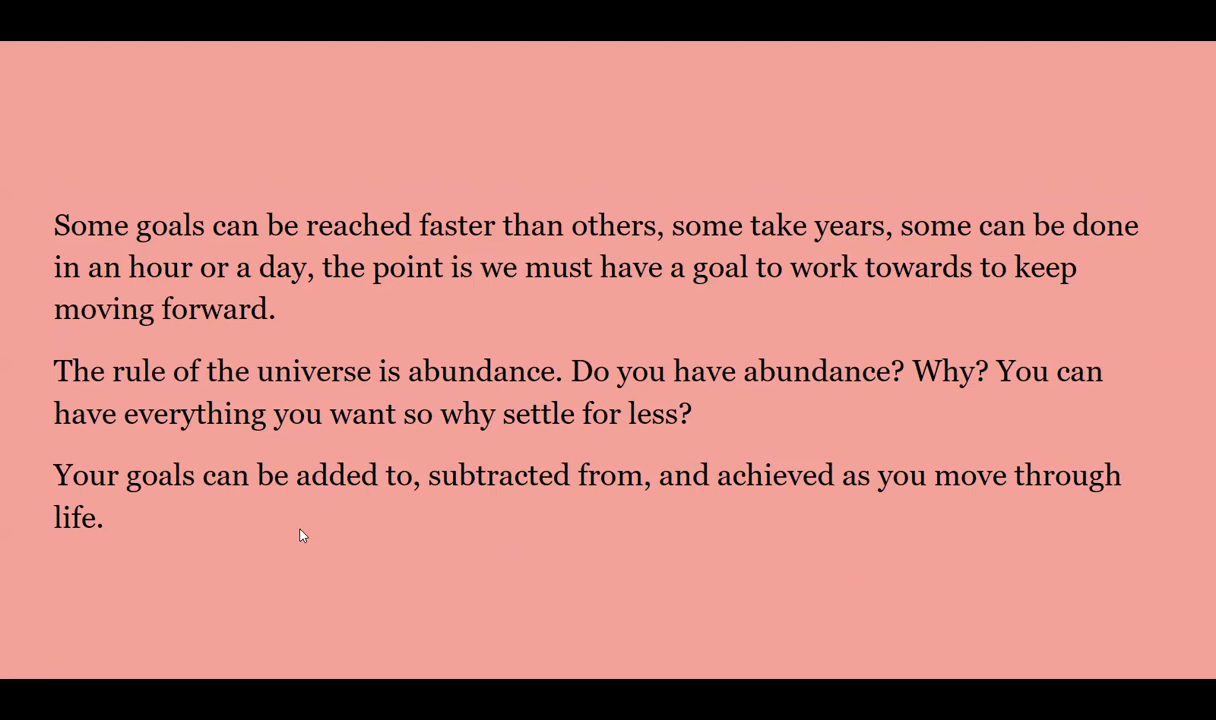 Some goals can be reached faster than others, some take years, some can be done
in an hour or a day, the point is we must have a goal to work towards to keep
moving forward.
The rule of the universe is abundance. Do you have abundance? Why? You can
have everything you want so why settle for less?
Your goals can be added to, subtracted from, and achieved as you move through
life.